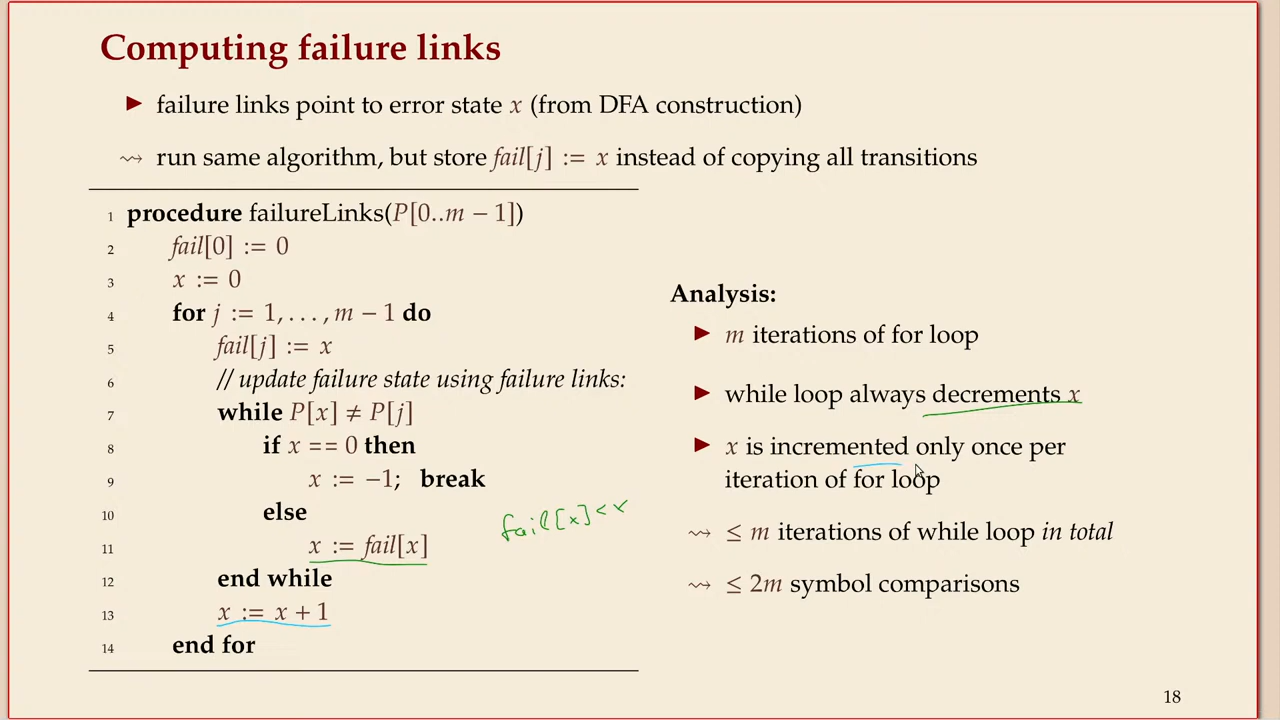 Computing failure links
▶ failure links point to error state x (from DFA construction)
⇝ run same algorithm, but store fail[j] := x instead of copying all transitions
1 procedure failureLinks(P[0..m − 1])
2 fail[0] := 0
3 x := 0
4 for j := 1, . . . , m − 1 do
5 fail[j] := x
6 // update failure state using failure links:
7 while P[x] ≠ P[j]
8 if x == 0 then
9 x := −1; break
10 else
11 x := fail[x]
fail[x] < x
12 end while
13 x := x + 1
14 end for
Analysis:
▶ m iterations of for loop
▶ while loop always decrements x
▶ x is incremented only once per
iteration of for loop
⇝ ≤ m iterations of while loop in total
⇝ ≤ 2m symbol comparisons
18